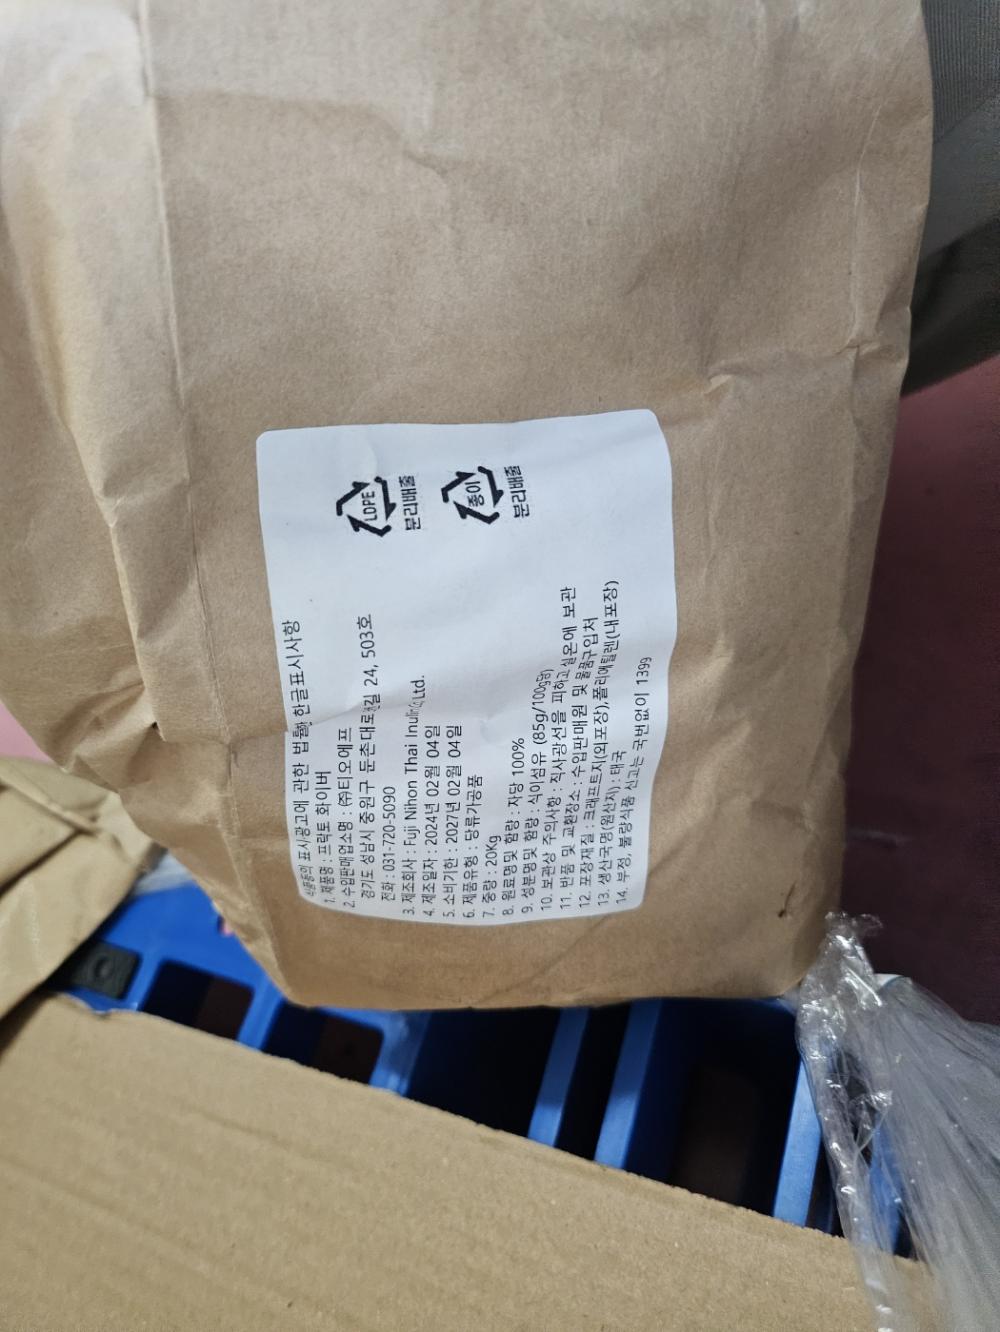 식품등의 표시·광고에 관한 법률 한글표시사항
1. 제품명 : 프락토 화이버
2. 수입판매업소명 : ㈜티오에프
경기도 성남시 중원구 둔촌대로 길 24, 503호
전화 : 031-720-5090
3. 제조회사 : Fuji Nihon Thai Inulin Ltd.
4. 제조일자 : 2024년 02월 04일
5. 소비기한 : 2027년 02월 04일
6. 제품유형 : 당류가공품
7. 중량 : 20Kg
8. 원료명및 함량 : 자당 100%
9. 성분명및 함량 : 식이섬유 (85g/100g당)
10. 보관상 주의사항 : 직사광선을 피하고 실온에 보관
11. 반품 및 교환장소 : 수입판매원 및 물품구입처
12. 포장재질 : 크래프트지(외포장),폴리에틸렌(내포장)
13. 생산국명(원산지) : 태국
14. 부정, 불량식품 신고는 국번없이 1399
LDPE
분리배출
종이
분리배출